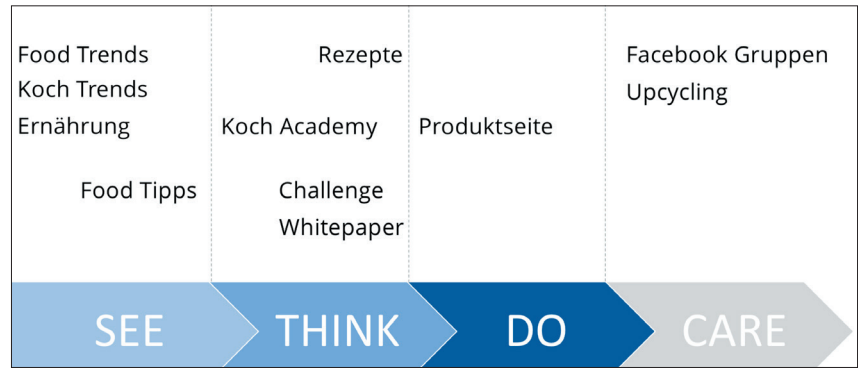 Food Trends
Koch Trends
Ernährung
Food Tipps
Rezepte
Koch Academy
Challenge
Whitepaper
Produktseite
Facebook Gruppen
Upcycling
SEE
THINK
DO
CARE